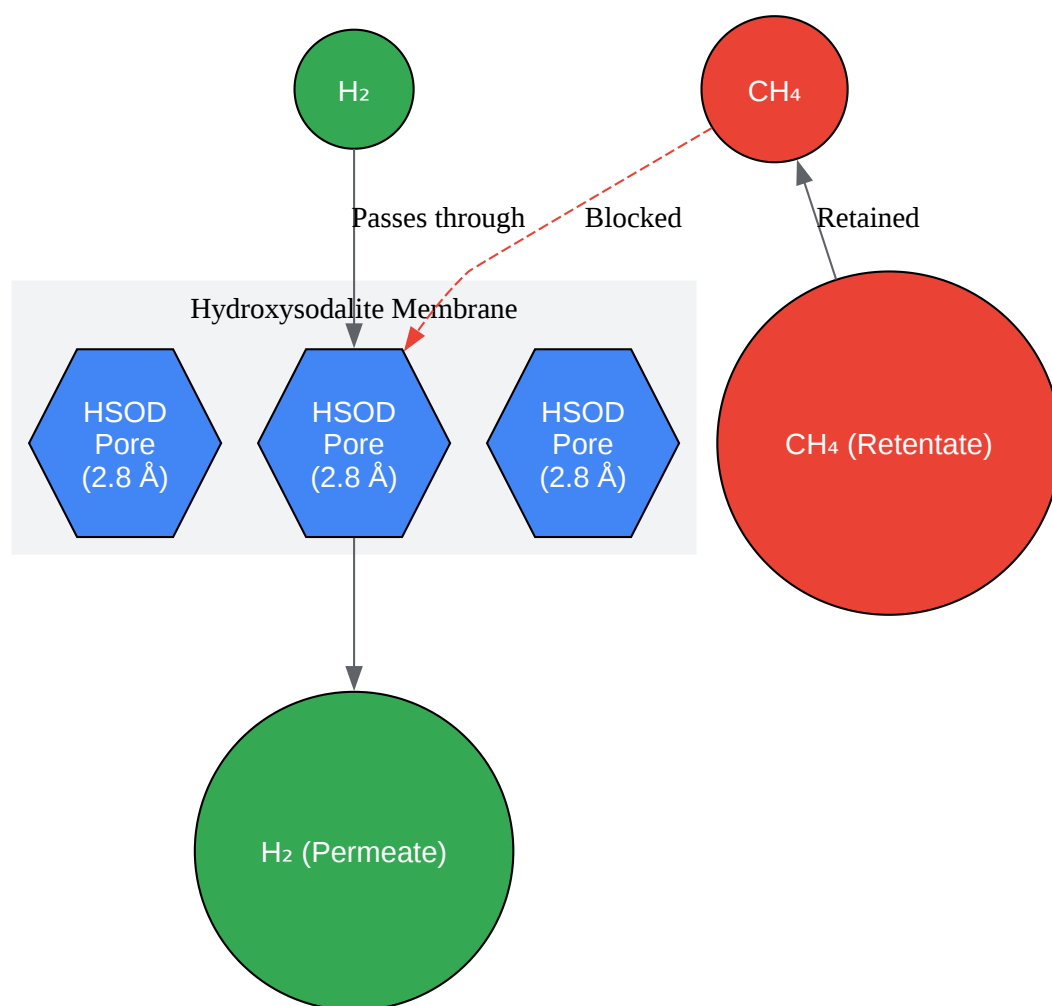 H₂
CH₄
Passes through
Blocked
Retained
Hydroxysodalite Membrane
HSOD
Pore
(2.8 Å)
HSOD
Pore
(2.8 Å)
HSOD
Pore
(2.8 Å)
CH₄ (Retentate)
H₂ (Permeate)